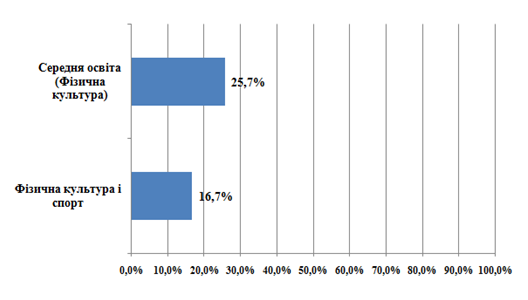 Середня освіта
(Фізична
культура)
25,7%
Фізична культура і
спорт
16,7%
0,0% 10,0% 20,0% 30,0% 40,0% 50,0% 60,0% 70,0% 80,0% 90,0% 100,0%